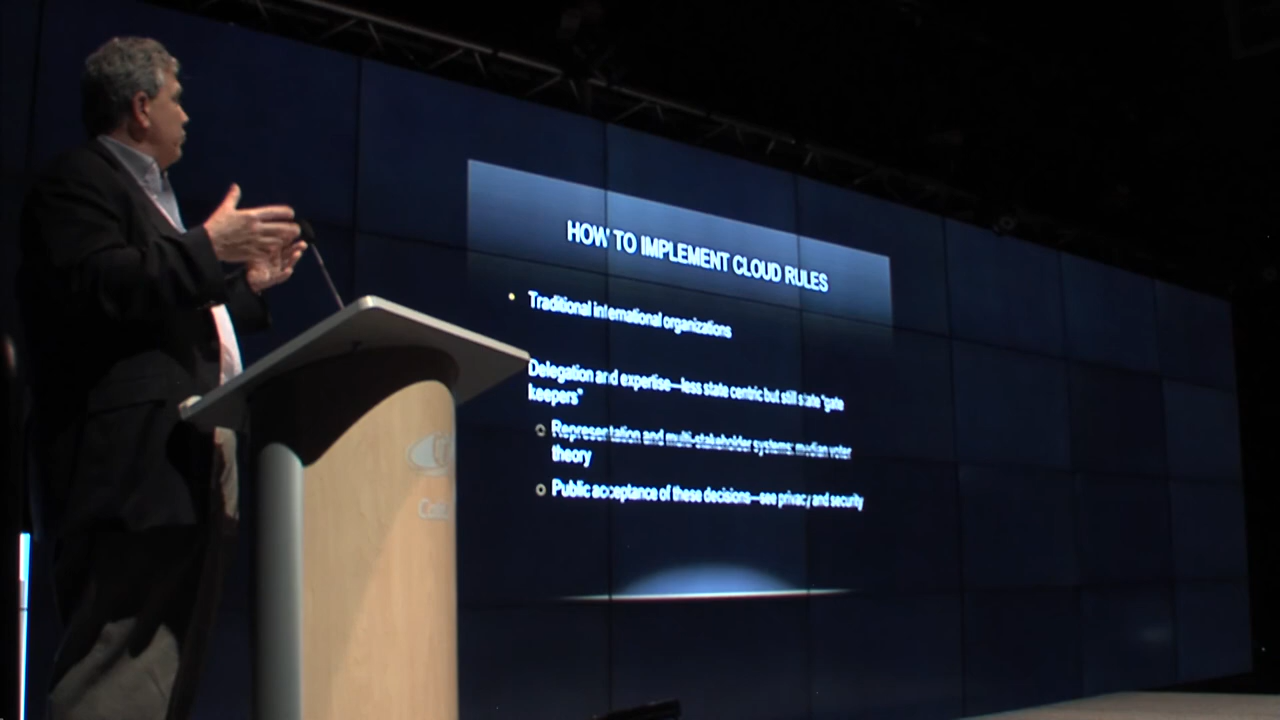 HOW TO IMPLEMENT CLOUD RULES
Traditional international organizations
Delegation and expertise—less state centric but still state "gate
keepers"
Representation and multi-stakeholder systems: median voter
theory
Public acceptance of these decisions—see privacy and security